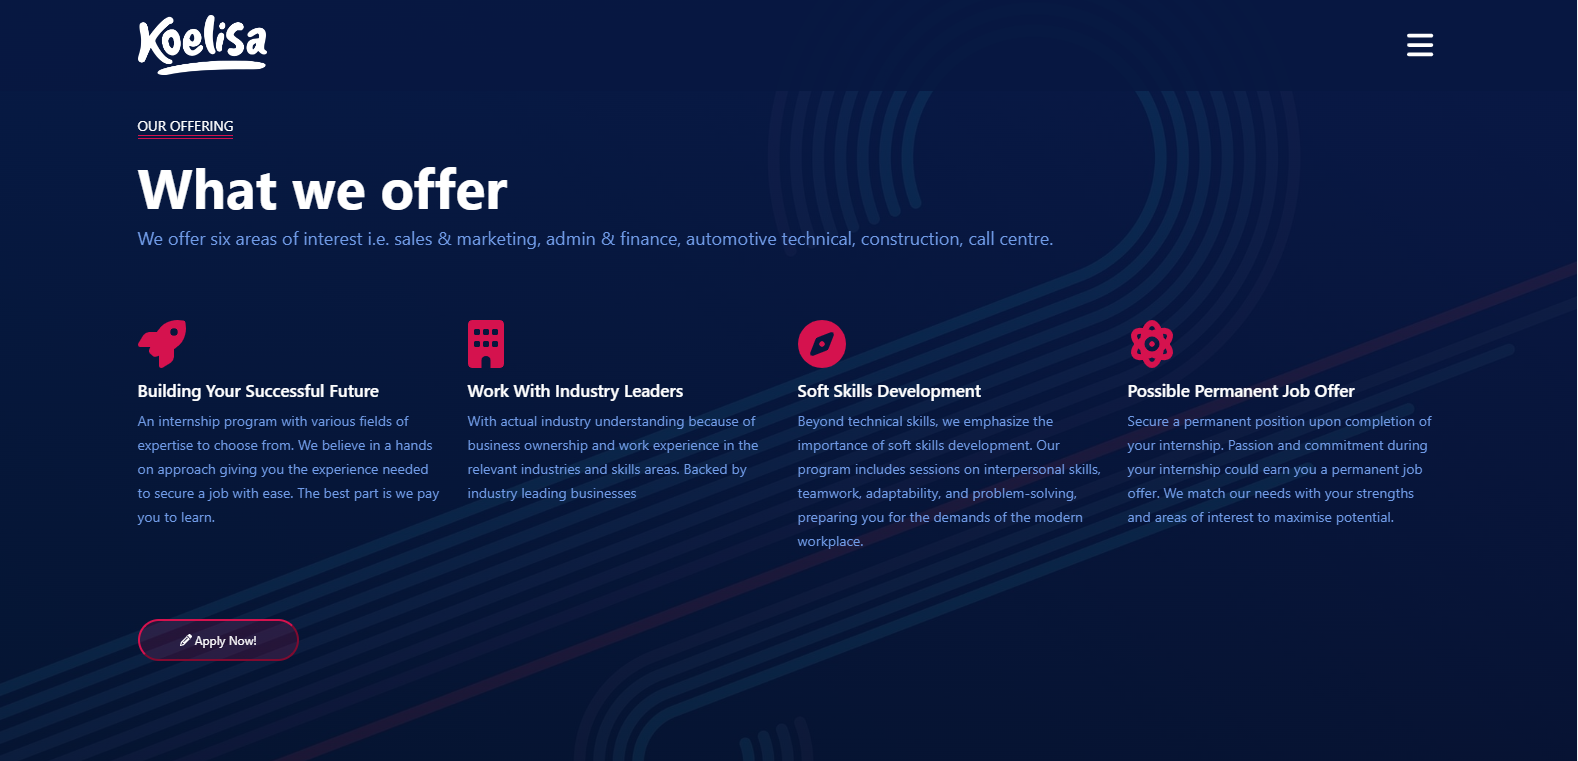 Koelisa
OUR OFFERING
What we offer
We offer six areas of interest i.e. sales & marketing, admin & finance, automotive technical, construction, call centre.
Building Your Successful Future
An internship program with various fields of
expertise to choose from. We believe in a hands
on approach giving you the experience needed
to secure a job with ease. The best part is we pay
you to learn.
Work With Industry Leaders
With actual industry understanding because of
business ownership and work experience in the
relevant industries and skills areas. Backed by
industry leading businesses
Soft Skills Development
Beyond technical skills, we emphasize the
importance of soft skills development. Our
program includes sessions on interpersonal skills,
teamwork, adaptability, and problem-solving,
preparing you for the demands of the modern
workplace.
Possible Permanent Job Offer
Secure a permanent position upon completion of
your internship. Passion and commitment during
your internship could earn you a permanent job
offer. We match our needs with your strengths
and areas of interest to maximise potential.
Apply Now!